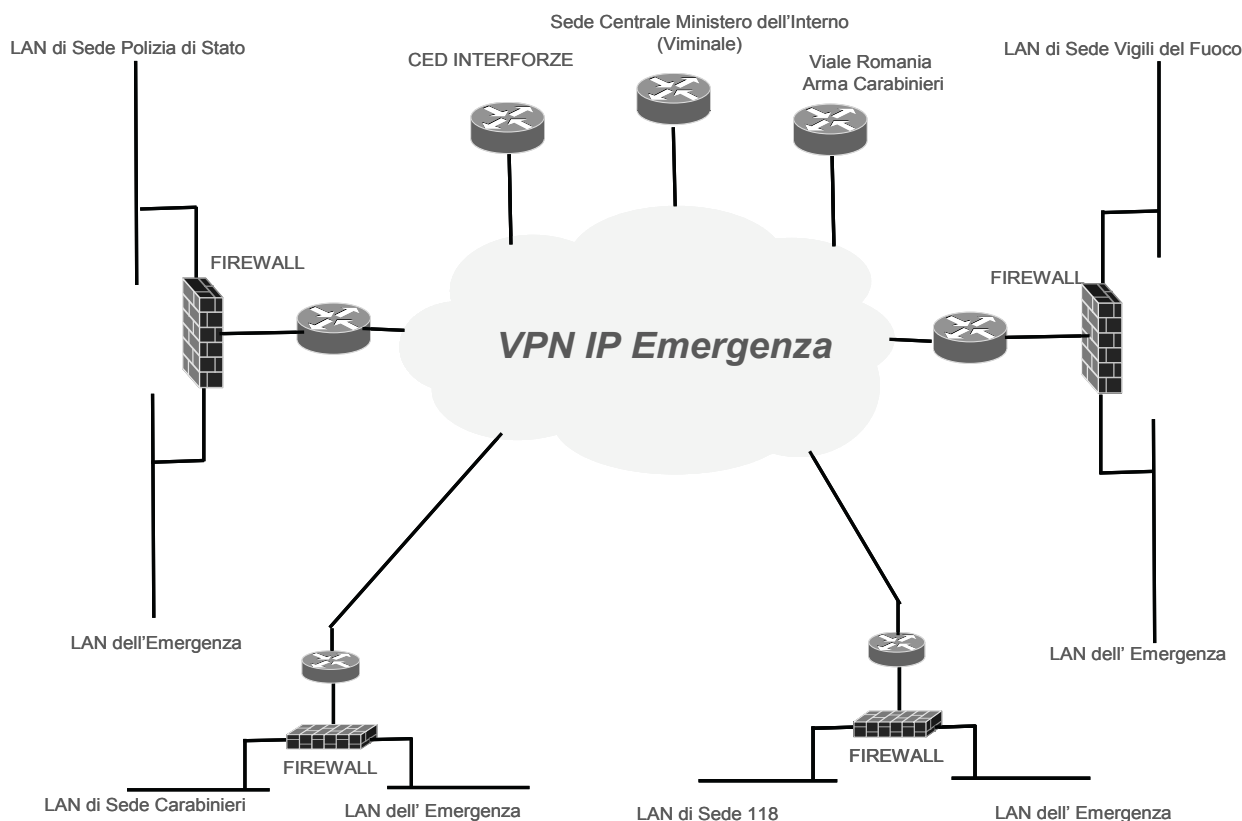 Sede Centrale Ministero dell'Interno
(Viminale)
LAN di Sede Polizia di Stato
CED INTERFORZE
Viale Romania
Arma Carabinieri
LAN di Sede Vigili del Fuoco
FIREWALL
FIREWALL
VPN IP Emergenza
LAN dell'Emergenza
LAN dell' Emergenza
FIREWALL
FIREWALL
LAN di Sede Carabinieri
LAN dell' Emergenza
LAN di Sede 118
LAN dell' Emergenza